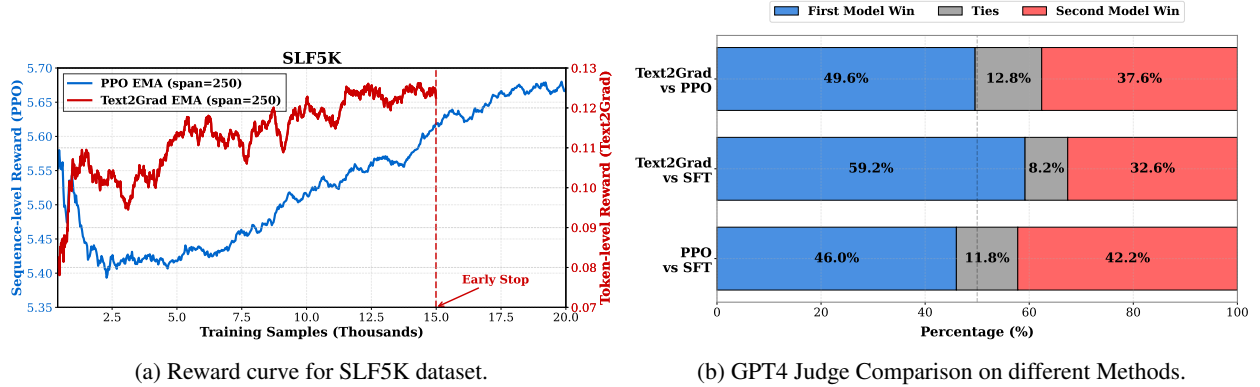 SLF5K
PPO EMA (span=250)
Text2Grad EMA (span=250)
Sequence-level Reward (PPO)
5.70
5.65
5.60
5.55
5.50
5.45
5.40
5.35
0.13
0.12
0.11
0.10
0.09
0.08
0.07
Token-level Reward (Text2Grad)
Early Stop
2.5 5.0 7.5 10.0 12.5 15.0 17.5 20.0
Training Samples (Thousands)
(a) Reward curve for SLF5K dataset.
First Model Win Ties Second Model Win
Text2Grad
vs PPO
49.6% 12.8% 37.6%
Text2Grad
vs SFT
59.2% 8.2% 32.6%
PPO
vs SFT
46.0% 11.8% 42.2%
0 20 40 60 80 100
Percentage (%)
(b) GPT4 Judge Comparison on different Methods.